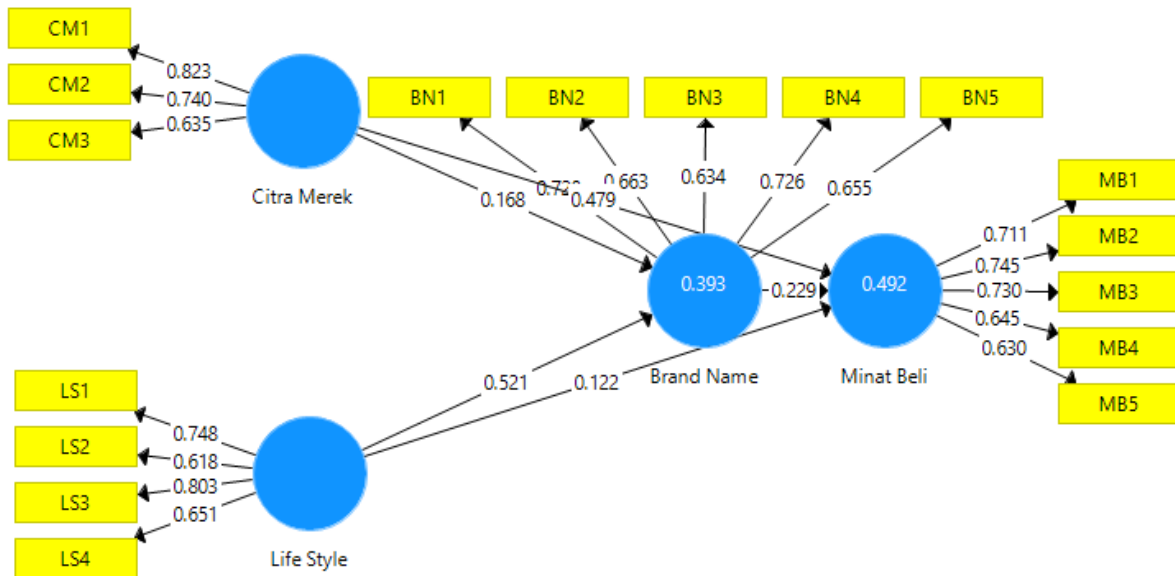 CM1
CM2
CM3
0.823
0.740
0.635
Citra Merek
BN1
BN2
BN3
BN4
BN5
0.663
0.634
0.726
0.655
0.479
0.168
0.393
Brand Name
0.229
0.492
Minat Beli
MB1
MB2
MB3
MB4
MB5
0.711
0.745
0.730
0.645
0.630
0.521
0.122
LS1
LS2
LS3
LS4
0.748
0.618
0.803
0.651
Life Style